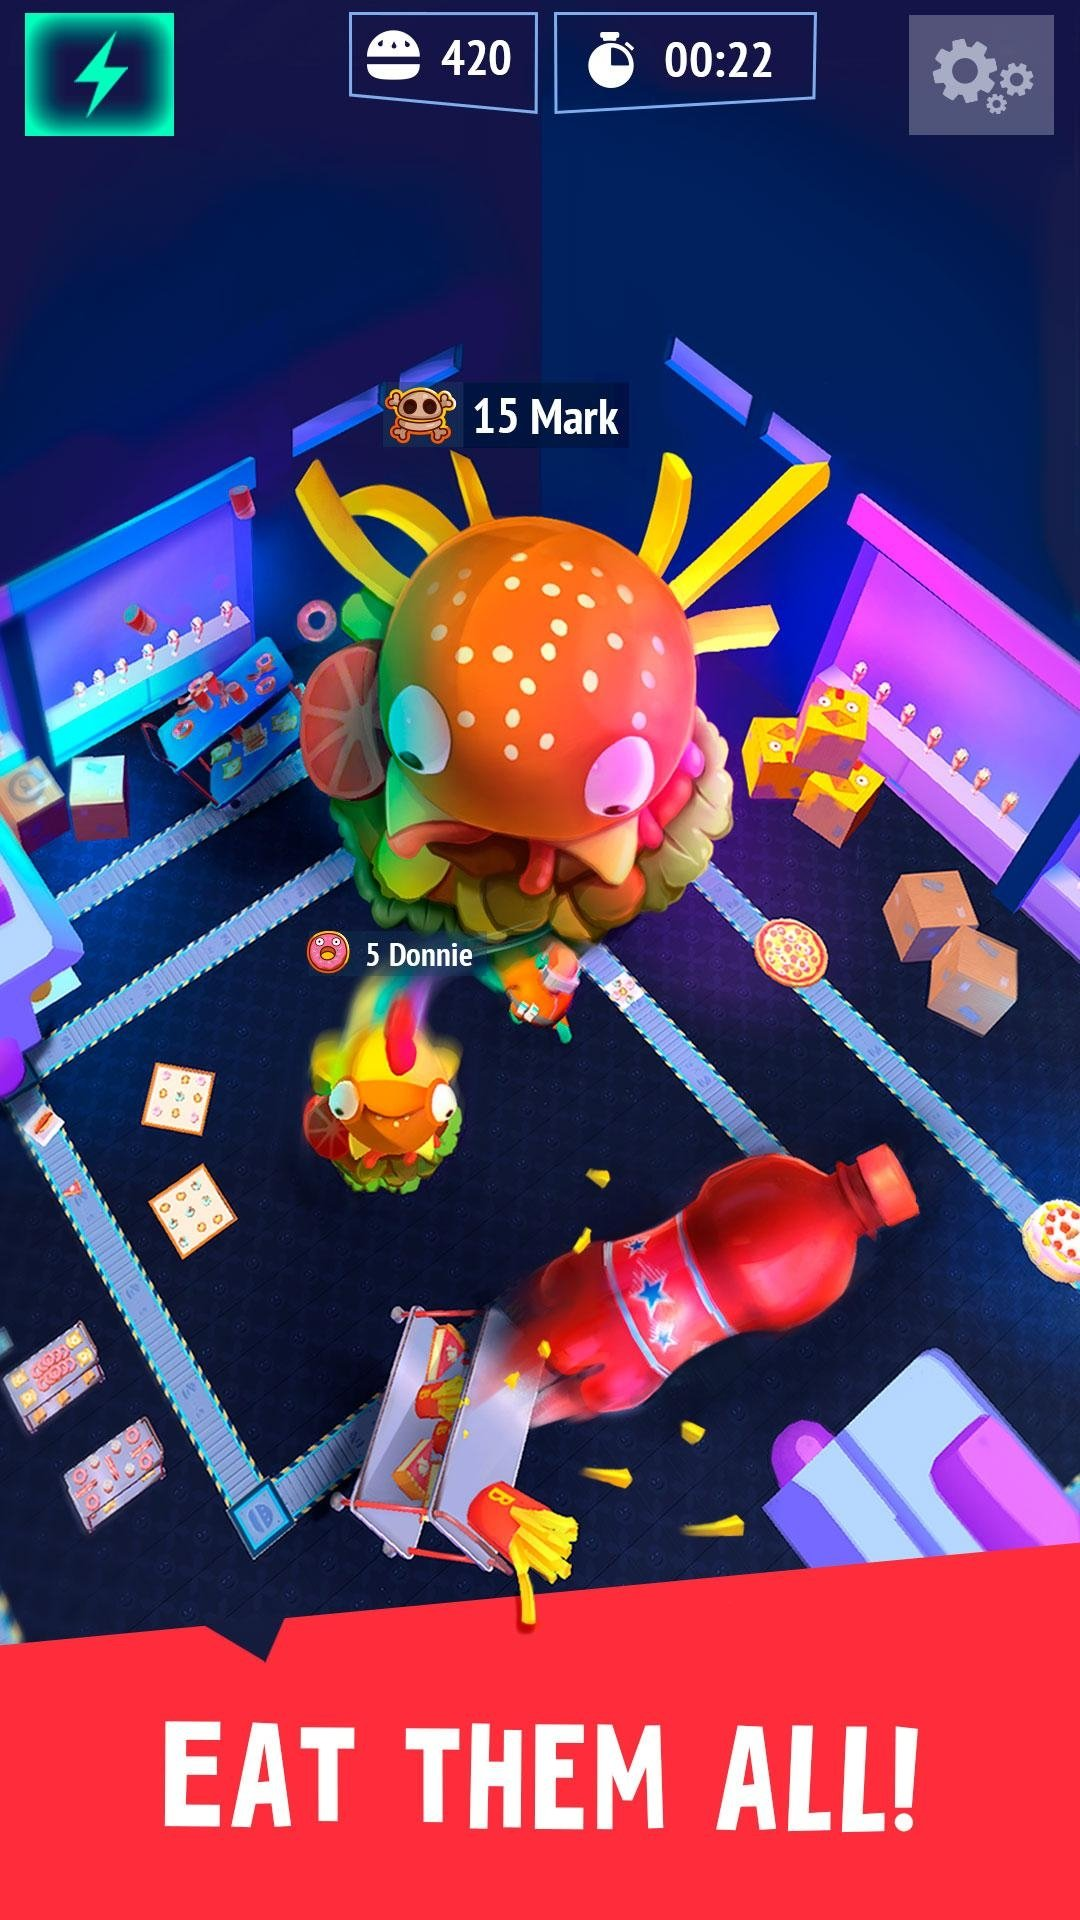 420
00:22
15 Mark
5 Donnie
B
EAT THEM ALL!